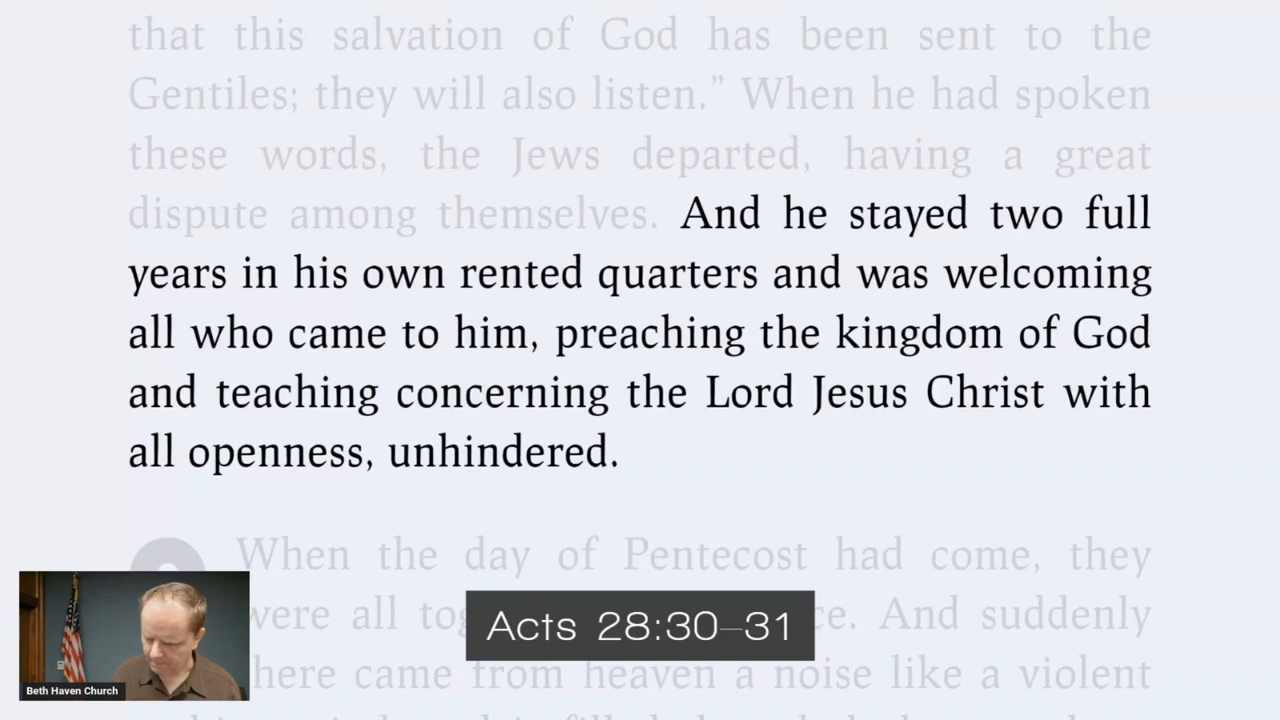 that this salvation of God has been sent to the
Gentiles; they will also listen.” When he had spoken
these words, the Jews departed, having a great
dispute among themselves. And he stayed two full
years in his own rented quarters and was welcoming
all who came to him, preaching the kingdom of God
and teaching concerning the Lord Jesus Christ with
all openness, unhindered.
When the day of Pentecost had come, they
were all
ce. And suddenly
Acts 28:30–31
here came from heaven a noise like a violent
Beth Haven Church